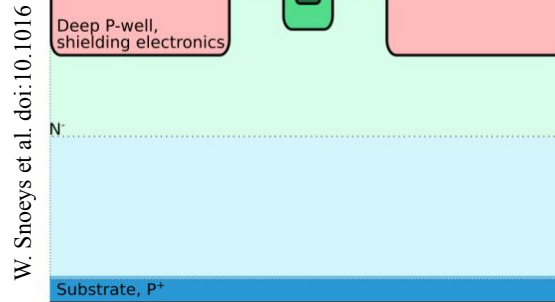 W. Snoeys et al. doi:10.1016
Deep P-well,
shielding electronics
N⁻
Substrate, P⁺